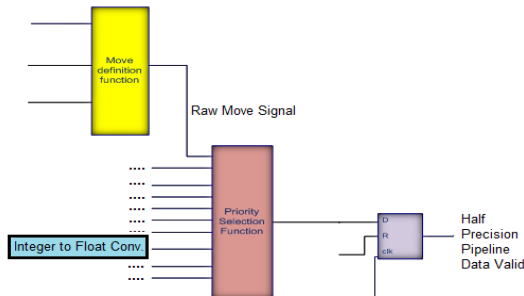 Move
definition
function
Raw Move Signal
....
....
....
....
....
....
Priority
Selection
Function
Integer to Float Conv.
....
....
D
R
clk
Half
Precision
Pipeline
Data Valid